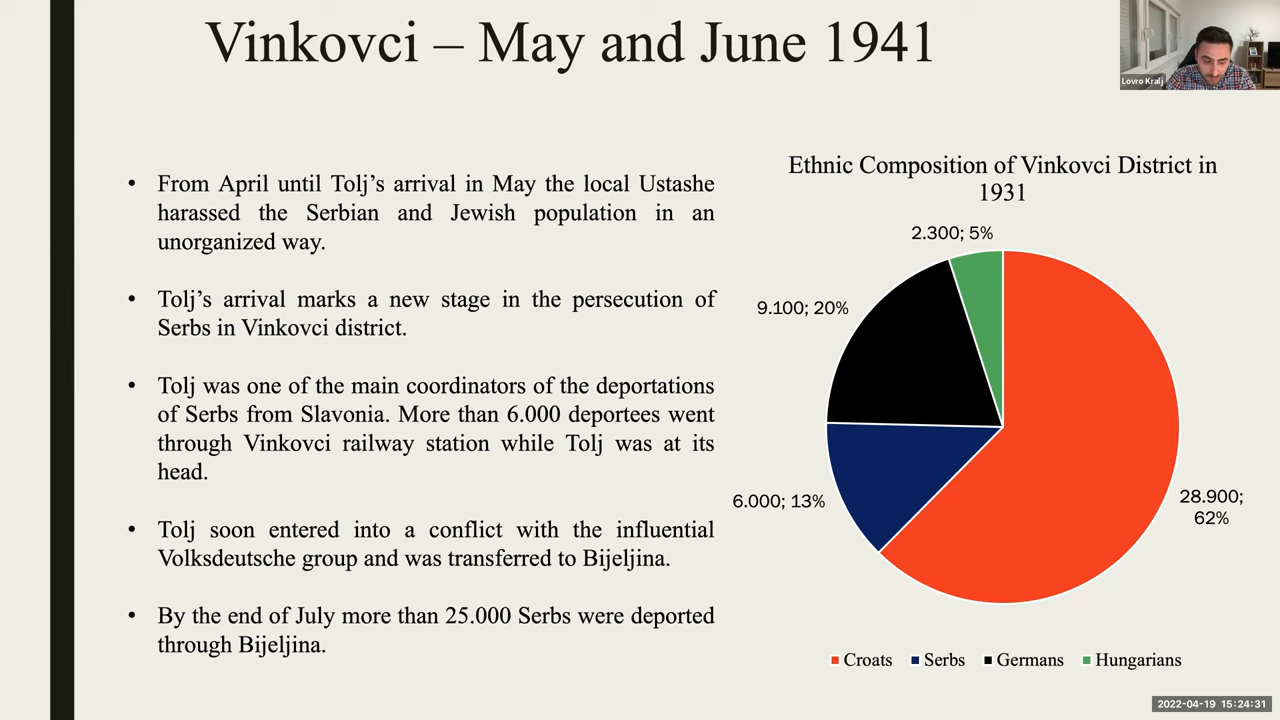 Vinkovci – May and June 1941
Lovro Kralj
• From April until Tolj’s arrival in May the local Ustashe
harassed the Serbian and Jewish population in an
unorganized way.
• Tolj’s arrival marks a new stage in the persecution of
Serbs in Vinkovci district.
• Tolj was one of the main coordinators of the deportations
of Serbs from Slavonia. More than 6.000 deportees went
through Vinkovci railway station while Tolj was at its
head.
• Tolj soon entered into a conflict with the influential
Volksdeutsche group and was transferred to Bijeljina.
• By the end of July more than 25.000 Serbs were deported
through Bijeljina.
Ethnic Composition of Vinkovci District in
1931
2.300; 5%
9.100; 20%
6.000; 13%
28.900;
62%
Croats Serbs Germans Hungarians
2022-04-19 15:24:31